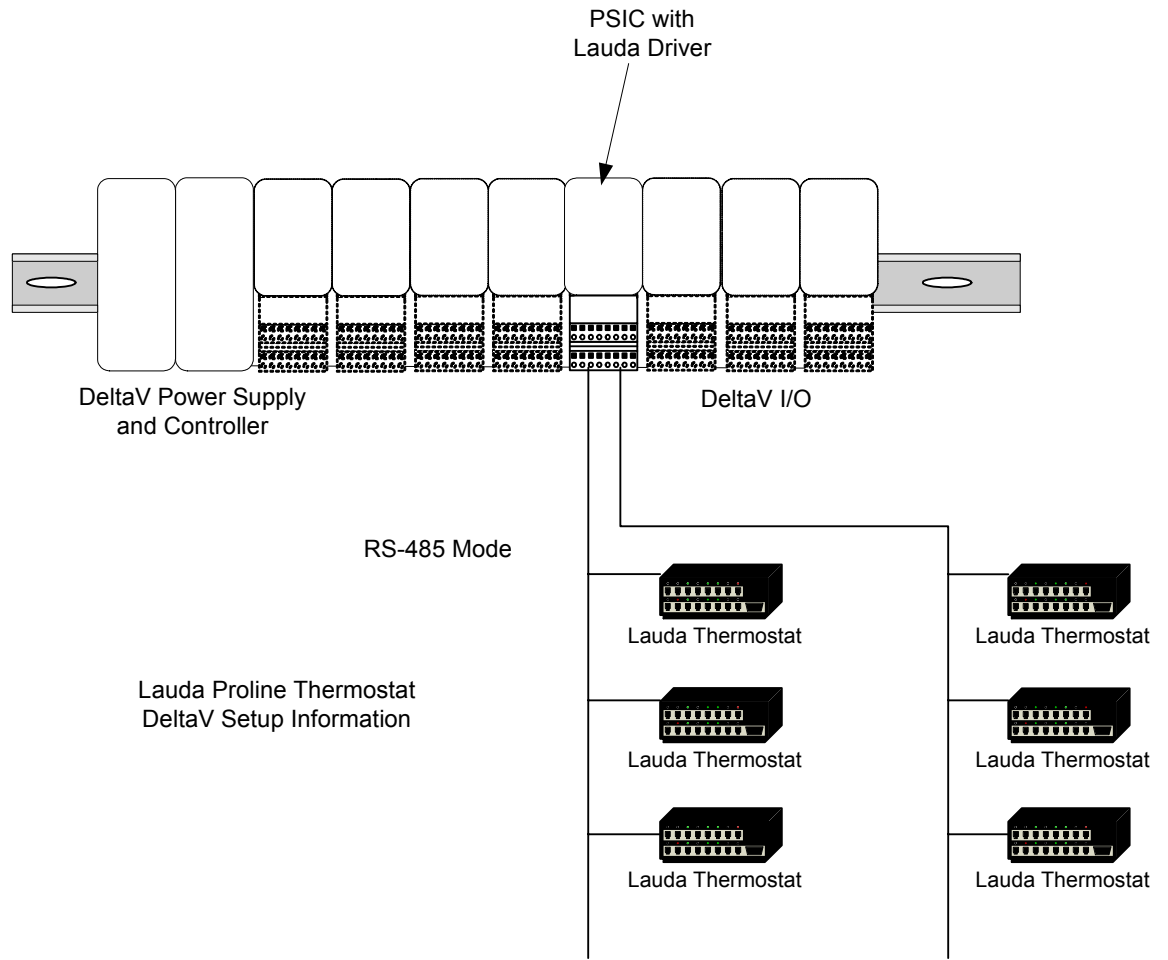 PSIC with
Lauda Driver
DeltaV Power Supply
and Controller
DeltaV I/O
RS-485 Mode
Lauda Thermostat
Lauda Thermostat
Lauda Proline Thermostat
DeltaV Setup Information
Lauda Thermostat
Lauda Thermostat
Lauda Thermostat
Lauda Thermostat